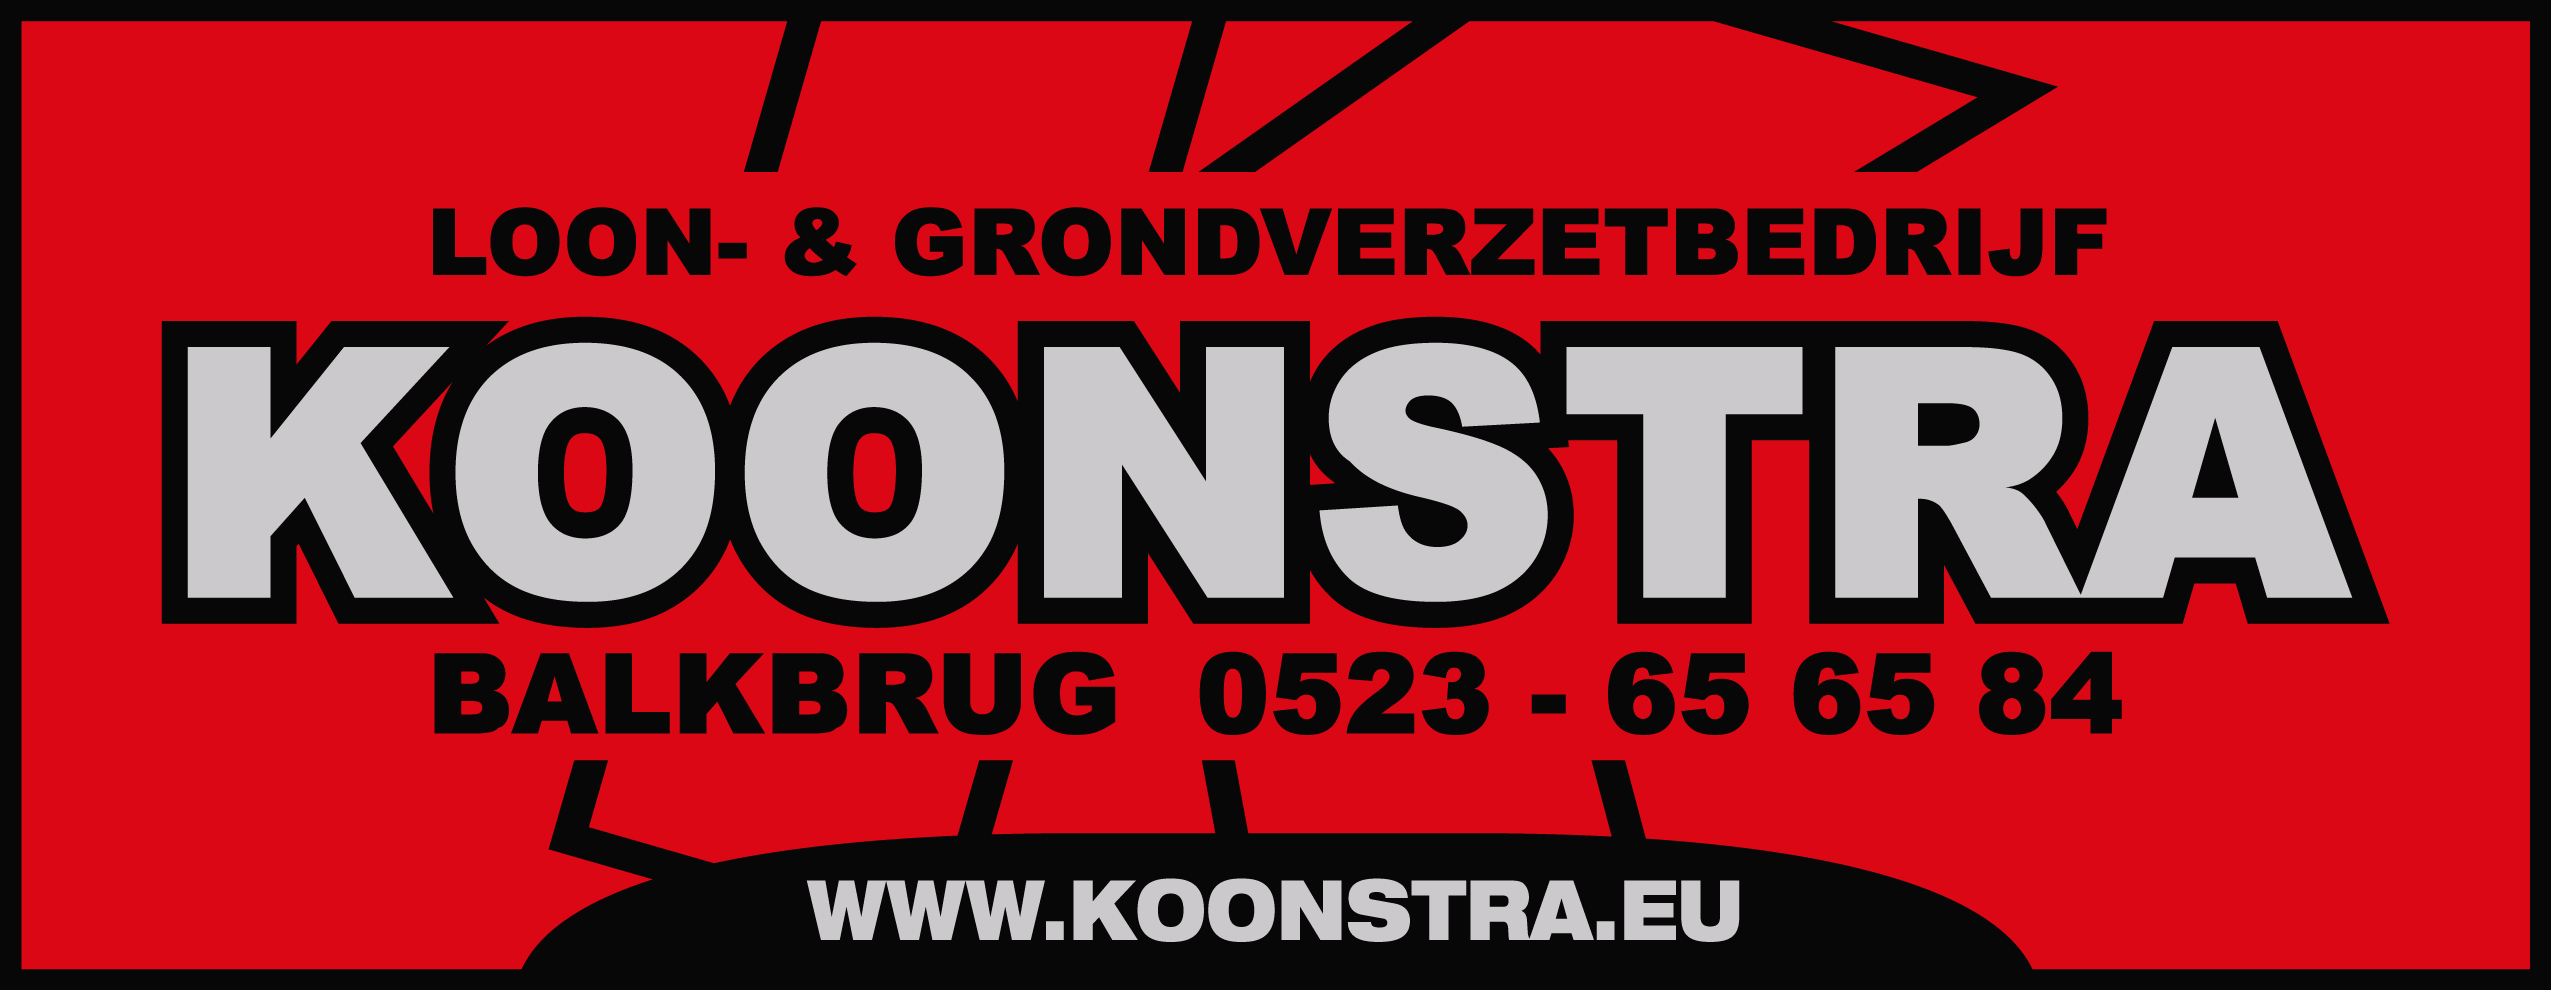 LOON- & GRONDVERZETBEDRIJF
KOONSTRA
BALKBRUG 0523 - 65 65 84
WWW.KOONSTRA.EU